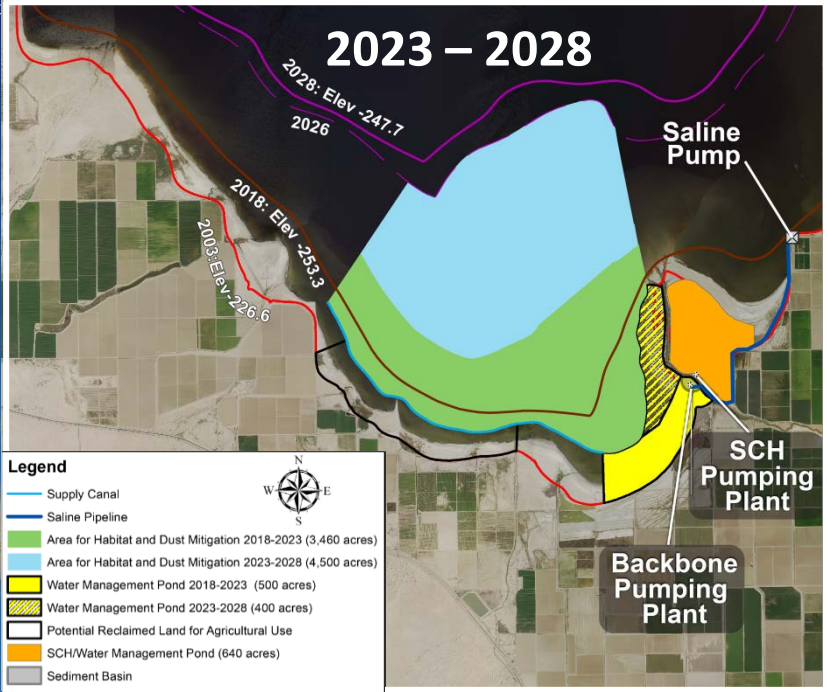 2023 – 2028
2028: Elev -247.7
2026
Saline
Pump
2018: Elev -253.3
2003:Elev-226.6
SCH
Pumping
Plant
Backbone
Pumping
Plant
Legend
N
W E
S
Supply Canal
Saline Pipeline
Area for Habitat and Dust Mitigation 2018-2023 (3,460 acres)
Area for Habitat and Dust Mitigation 2023-2028 (4,500 acres)
Water Management Pond 2018-2023 (500 acres)
Water Management Pond 2023-2028 (400 acres)
Potential Reclaimed Land for Agricultural Use
SCH/Water Management Pond (640 acres)
Sediment Basin